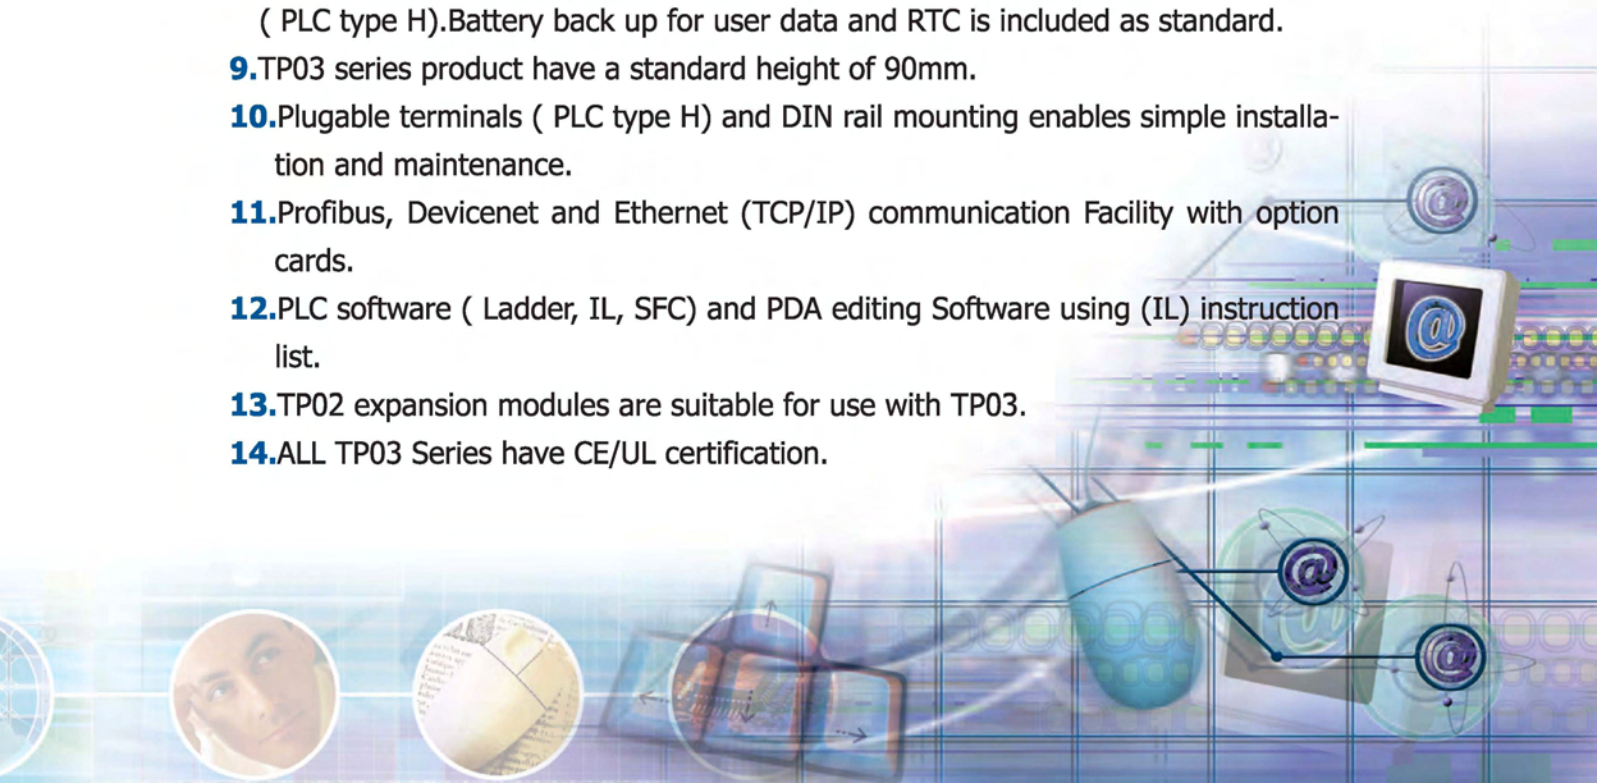 ( PLC type H).Battery back up for user data and RTC is included as standard.
9.TP03 series product have a standard height of 90mm.
10.Plugable terminals ( PLC type H) and DIN rail mounting enables simple installa-
tion and maintenance.
11.Profibus, Devicenet and Ethernet (TCP/IP) communication Facility with option
cards.
12.PLC software ( Ladder, IL, SFC) and PDA editing Software using (IL) instruction
list.
13.TP02 expansion modules are suitable for use with TP03.
14.ALL TP03 Series have CE/UL certification.
@
@
@
@
@